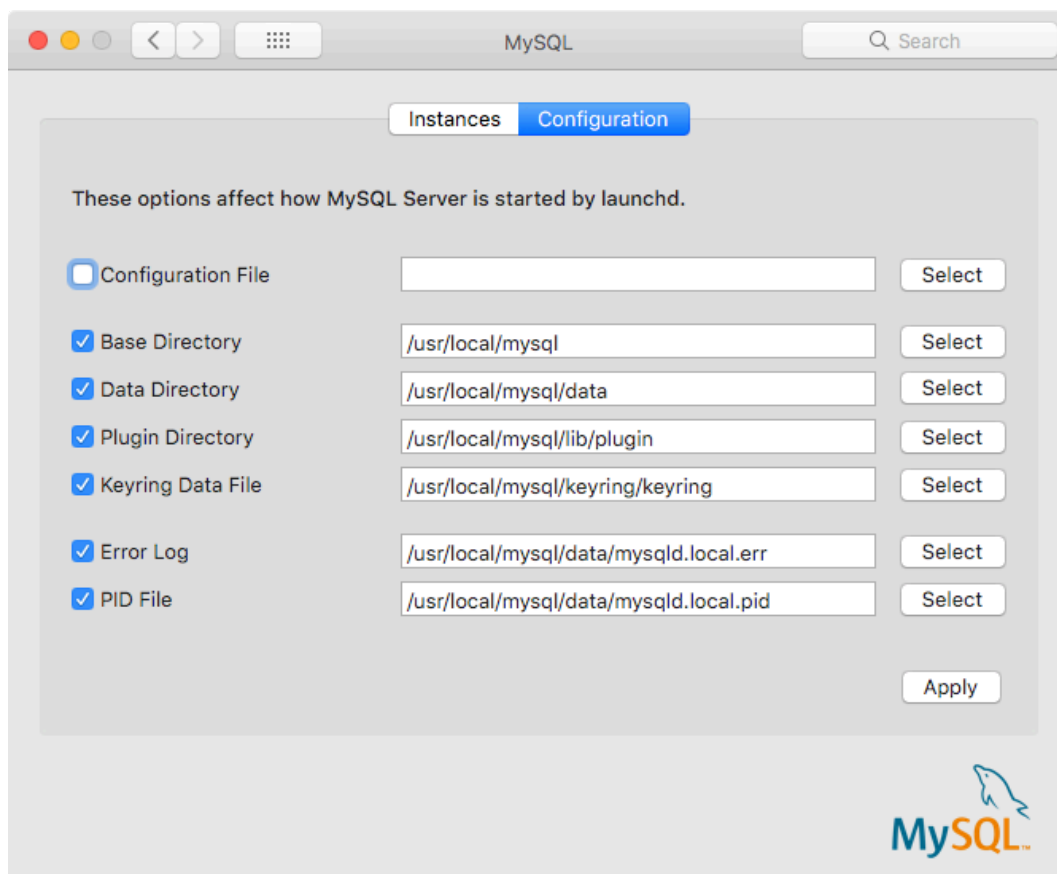 MySQL
Search
Instances Configuration
These options affect how MySQL Server is started by launchd.
Configuration File Select
Base Directory /usr/local/mysql Select
Data Directory /usr/local/mysql/data Select
Plugin Directory /usr/local/mysql/lib/plugin Select
Keyring Data File /usr/local/mysql/keyring/keyring Select
Error Log /usr/local/mysql/data/mysqld.local.err Select
PID File /usr/local/mysql/data/mysqld.local.pid Select
Apply
MySQL™